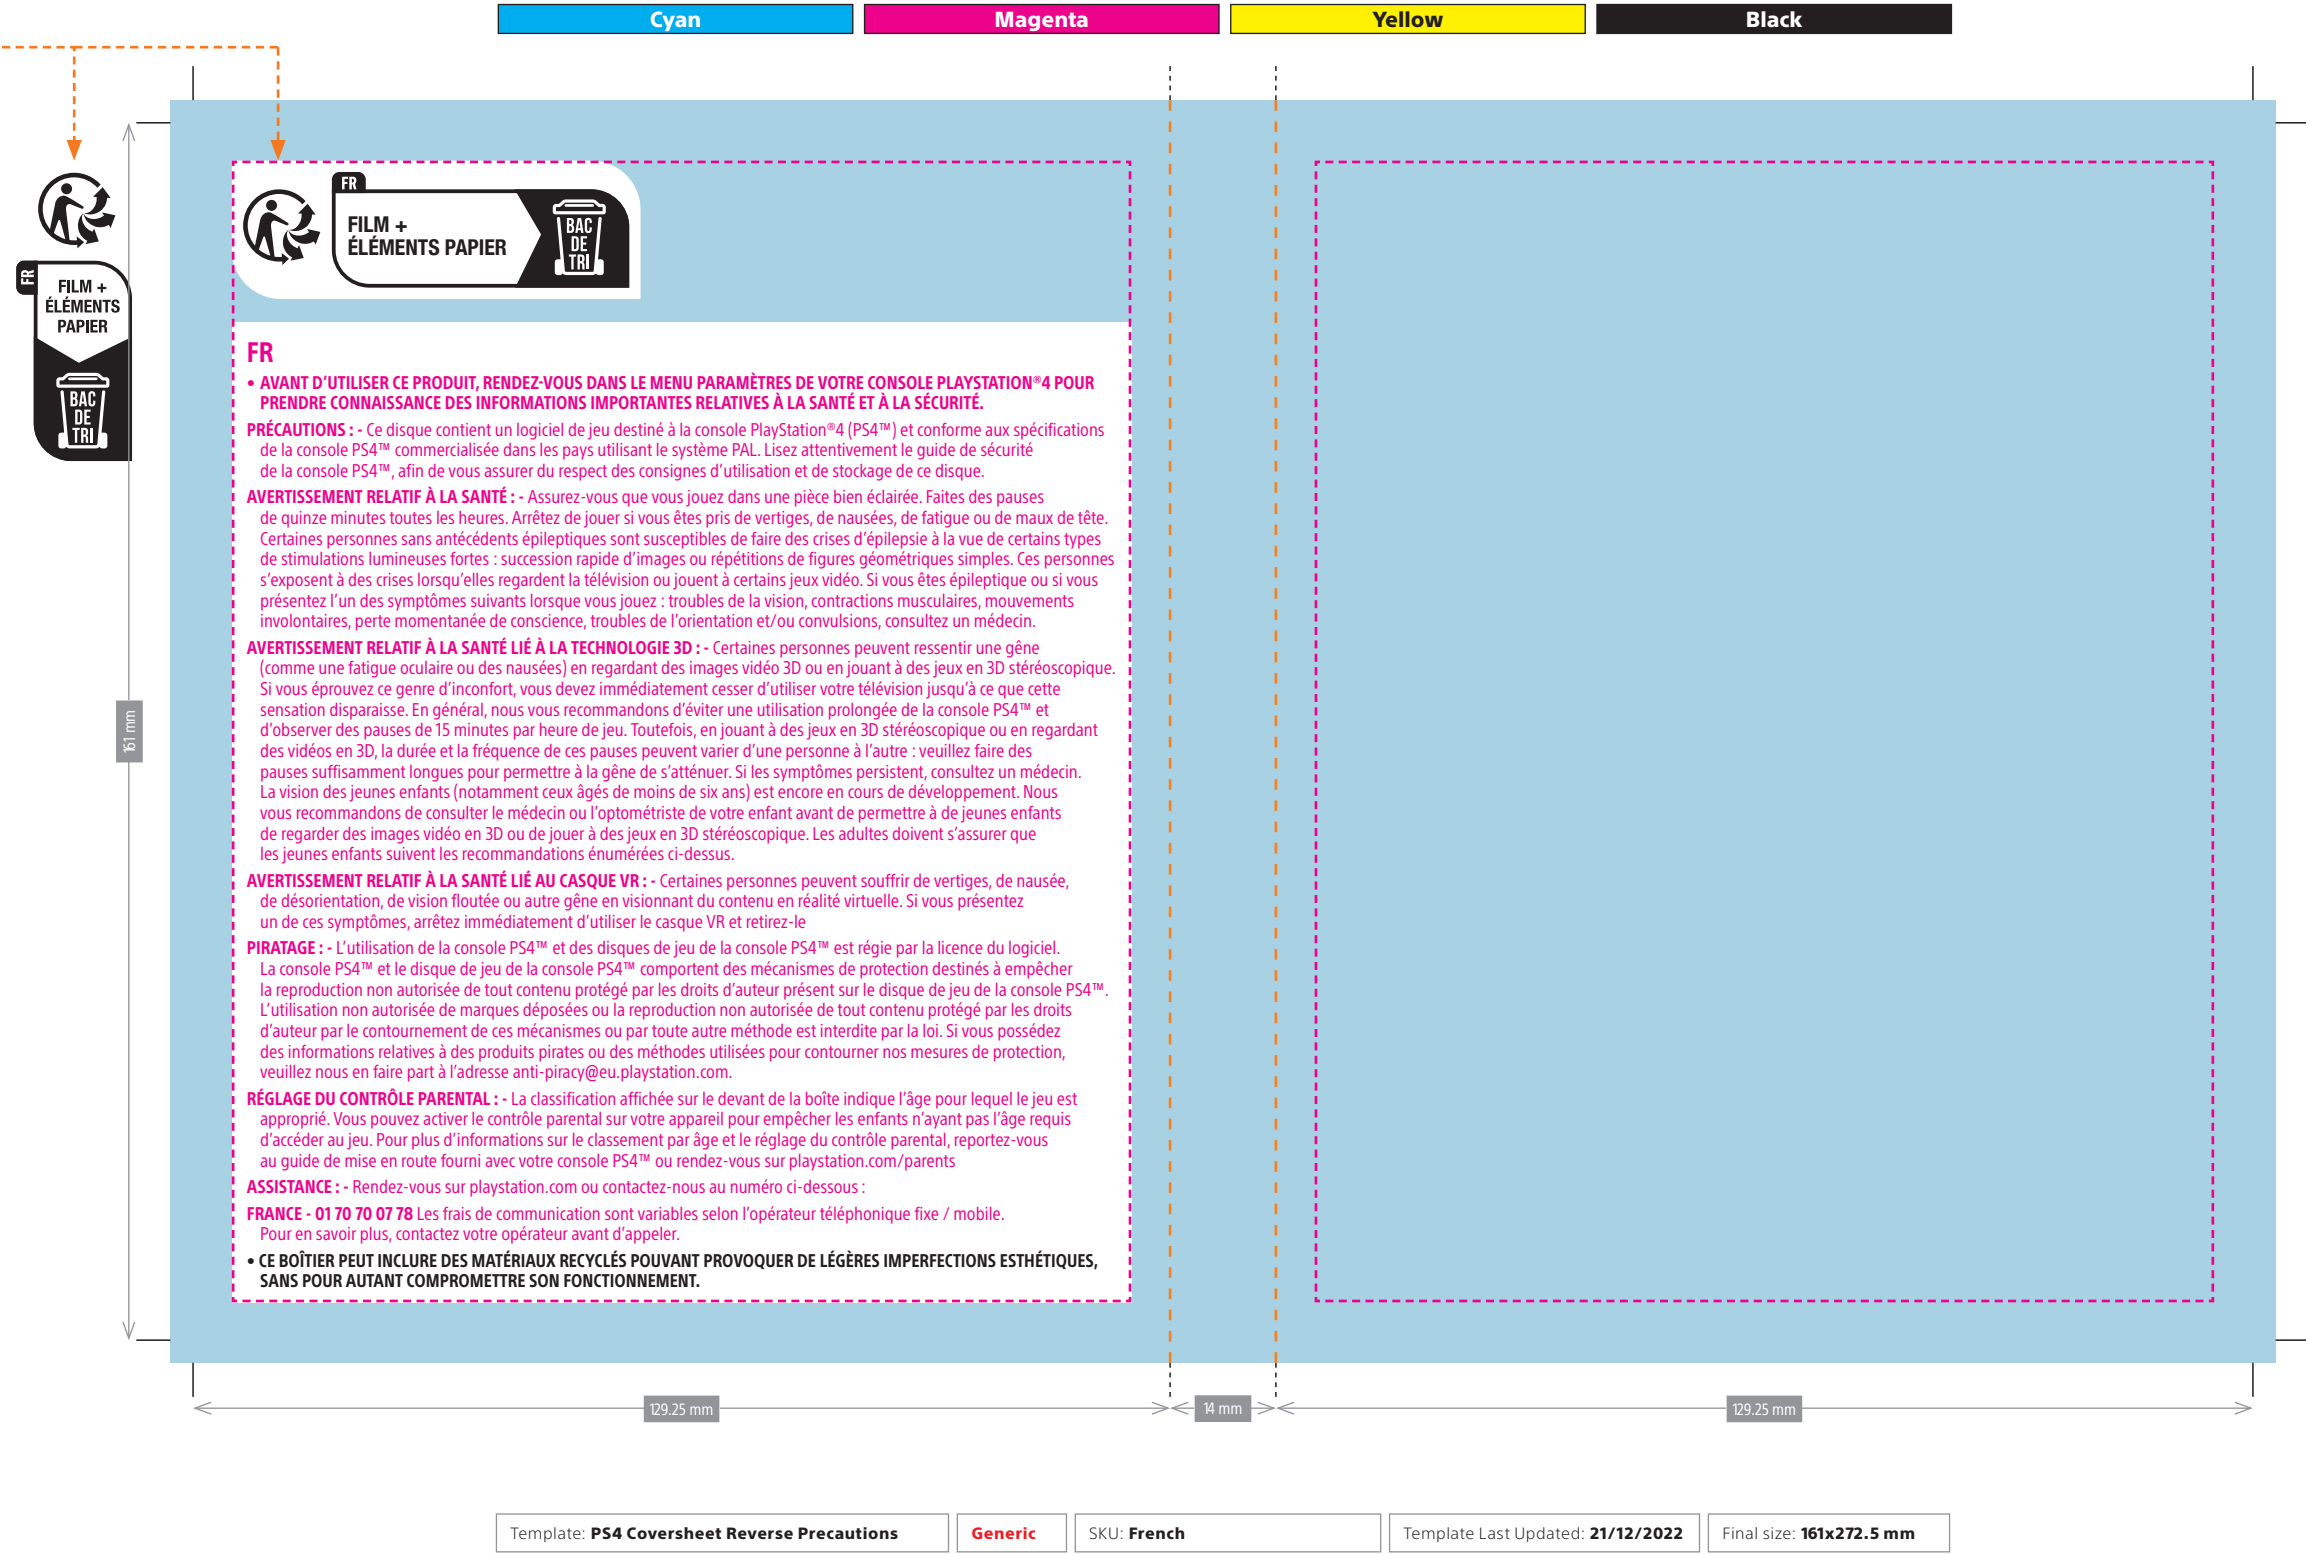 Cyan
Magenta
Yellow
Black
FR
FILM +
ÉLÉMENTS
PAPIER
BAC
DE
TRI
FR
FILM +
ÉLÉMENTS PAPIER
BAC
DE
TRI
FR
• AVANT D’UTILISER CE PRODUIT, RENDEZ-VOUS DANS LE MENU PARAMÈTRES DE VOTRE CONSOLE PLAYSTATION®4 POUR
PRENDRE CONNAISSANCE DES INFORMATIONS IMPORTANTES RELATIVES À LA SANTÉ ET À LA SÉCURITÉ.
PRÉCAUTIONS : - Ce disque contient un logiciel de jeu destiné à la console PlayStation®4 (PS4™) et conforme aux spécifications
de la console PS4™ commercialisée dans les pays utilisant le système PAL. Lisez attentivement le guide de sécurité
de la console PS4™, afin de vous assurer du respect des consignes d’utilisation et de stockage de ce disque.
AVERTISSEMENT RELATIF À LA SANTÉ : - Assurez-vous que vous jouez dans une pièce bien éclairée. Faites des pauses
de quinze minutes toutes les heures. Arrêtez de jouer si vous êtes pris de vertiges, de nausées, de fatigue ou de maux de tête.
Certaines personnes sans antécédents épileptiques sont susceptibles de faire des crises d’épilepsie à la vue de certains types
de stimulations lumineuses fortes : succession rapide d’images ou répétitions de figures géométriques simples. Ces personnes
s’exposent à des crises lorsqu’elles regardent la télévision ou jouent à certains jeux vidéo. Si vous êtes épileptique ou si vous
présentez l’un des symptômes suivants lorsque vous jouez : troubles de la vision, contractions musculaires, mouvements
involontaires, perte momentanée de conscience, troubles de l’orientation et/ou convulsions, consultez un médecin.
AVERTISSEMENT RELATIF À LA SANTÉ LIÉ À LA TECHNOLOGIE 3D : - Certaines personnes peuvent ressentir une gêne
(comme une fatigue oculaire ou des nausées) en regardant des images vidéo 3D ou en jouant à des jeux en 3D stéréoscopique.
Si vous éprouvez ce genre d’inconfort, vous devez immédiatement cesser d’utiliser votre télévision jusqu’à ce que cette
sensation disparaisse. En général, nous vous recommandons d’éviter une utilisation prolongée de la console PS4™ et
d’observer des pauses de 15 minutes par heure de jeu. Toutefois, en jouant à des jeux en 3D stéréoscopique ou en regardant
des vidéos en 3D, la durée et la fréquence de ces pauses peuvent varier d’une personne à l’autre : veuillez faire des
pauses suffisamment longues pour permettre à la gêne de s’atténuer. Si les symptômes persistent, consultez un médecin.
La vision des jeunes enfants (notamment ceux âgés de moins de six ans) est encore en cours de développement. Nous
vous recommandons de consulter le médecin ou l’optométriste de votre enfant avant de permettre à de jeunes enfants
de regarder des images vidéo en 3D ou de jouer à des jeux en 3D stéréoscopique. Les adultes doivent s’assurer que
les jeunes enfants suivent les recommandations énumérées ci-dessus.
AVERTISSEMENT RELATIF À LA SANTÉ LIÉ AU CASQUE VR : - Certaines personnes peuvent souffrir de vertiges, de nausée,
de désorientation, de vision floutée ou autre gêne en visionnant du contenu en réalité virtuelle. Si vous présentez
un de ces symptômes, arrêtez immédiatement d’utiliser le casque VR et retirez-le
PIRATAGE : - L’utilisation de la console PS4™ et des disques de jeu de la console PS4™ est régie par la licence du logiciel.
La console PS4™ et le disque de jeu de la console PS4™ comportent des mécanismes de protection destinés à empêcher
la reproduction non autorisée de tout contenu protégé par les droits d’auteur présent sur le disque de jeu de la console PS4™.
L’utilisation non autorisée de marques déposées ou la reproduction non autorisée de tout contenu protégé par les droits
d’auteur par le contournement de ces mécanismes ou par toute autre méthode est interdite par la loi. Si vous possédez
des informations relatives à des produits pirates ou des méthodes utilisées pour contourner nos mesures de protection,
veuillez nous en faire part à l’adresse anti-piracy@eu.playstation.com.
RÉGLAGE DU CONTRÔLE PARENTAL : - La classification affichée sur le devant de la boîte indique l’âge pour lequel le jeu est
approprié. Vous pouvez activer le contrôle parental sur votre appareil pour empêcher les enfants n’ayant pas l’âge requis
d’accéder au jeu. Pour plus d’informations sur le classement par âge et le réglage du contrôle parental, reportez-vous
au guide de mise en route fourni avec votre console PS4™ ou rendez-vous sur playstation.com/parents
ASSISTANCE : - Rendez-vous sur playstation.com ou contactez-nous au numéro ci-dessous :
FRANCE - 01 70 70 07 78 Les frais de communication sont variables selon l’opérateur téléphonique fixe / mobile.
Pour en savoir plus, contactez votre opérateur avant d’appeler.
• CE BOÎTIER PEUT INCLURE DES MATÉRIAUX RECYCLÉS POUVANT PROVOQUER DE LÉGÈRES IMPERFECTIONS ESTHÉTIQUES,
SANS POUR AUTANT COMPROMETTRE SON FONCTIONNEMENT.
161 mm
129.25 mm
14 mm
129.25 mm
Template: PS4 Coversheet Reverse Precautions
Generic
SKU: French
Template Last Updated: 21/12/2022
Final size: 161x272.5 mm